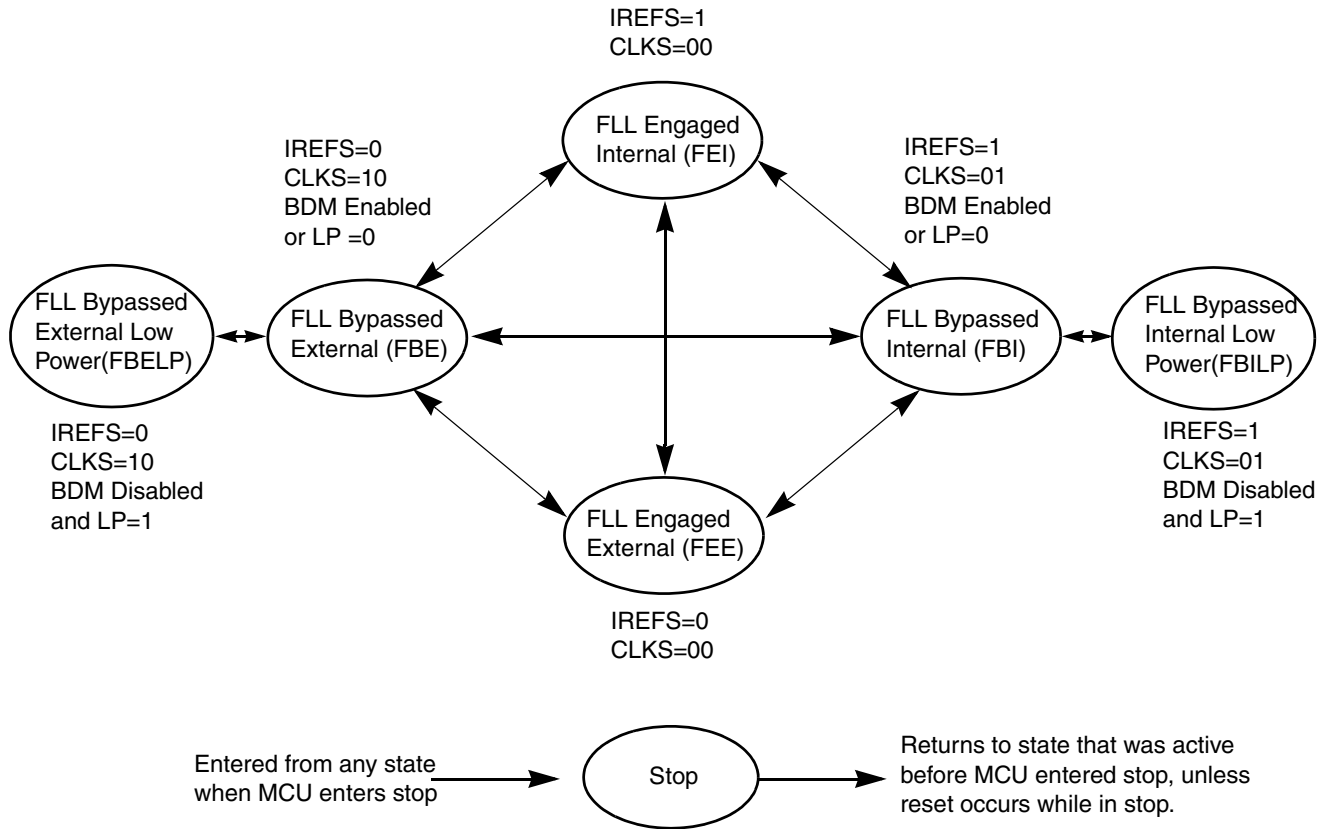 IREFS=1
CLKS=00
FLL Engaged
Internal (FEI)
IREFS=0
CLKS=10
BDM Enabled
or LP =0
IREFS=1
CLKS=01
BDM Enabled
or LP=0
FLL Bypassed
External Low
Power(FBELP)
FLL Bypassed
External (FBE)
FLL Bypassed
Internal (FBI)
FLL Bypassed
Internal Low
Power(FBILP)
IREFS=0
CLKS=10
BDM Disabled
and LP=1
IREFS=1
CLKS=01
BDM Disabled
and LP=1
FLL Engaged
External (FEE)
IREFS=0
CLKS=00
Entered from any state
when MCU enters stop
Stop
Returns to state that was active
before MCU entered stop, unless
reset occurs while in stop.